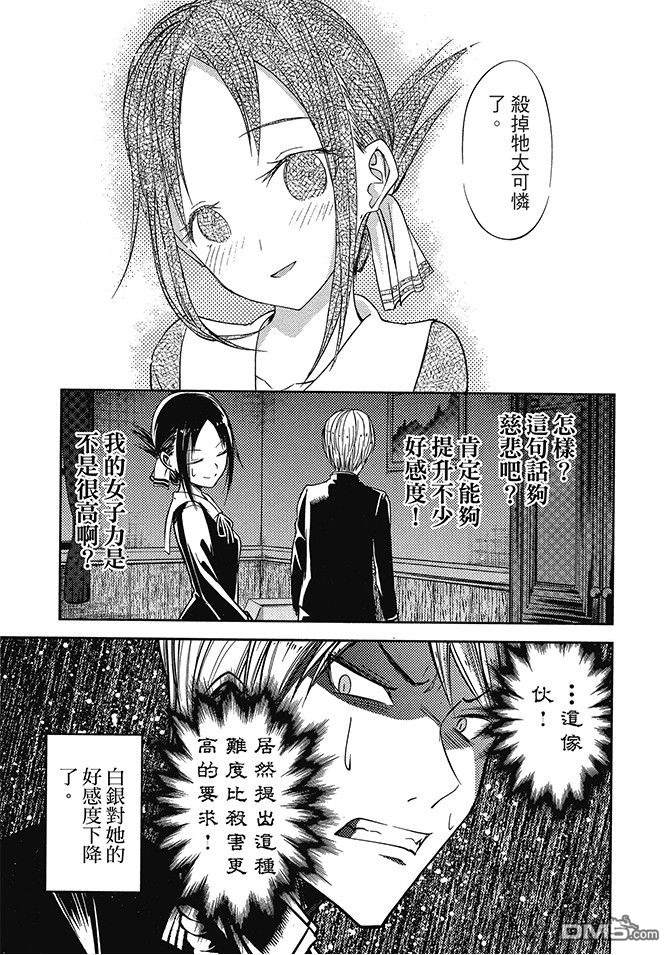 殺掉牠太可憐
了。
怎樣？
這句話夠
慈悲吧？
肯定能夠
提升不少
好感度！
我的女子力是
不是很高啊？
…這傢
伙！
居然提出這種
難度比殺害更
高的要求！
白銀對她的
好感度下降
了。
DM5.com